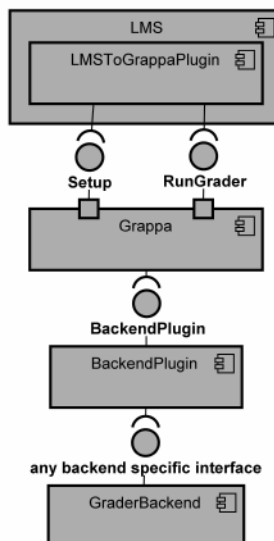 LMS
LMSToGrappaPlugin
Setup
RunGrader
Grappa
BackendPlugin
BackendPlugin
any backend specific interface
GraderBackend